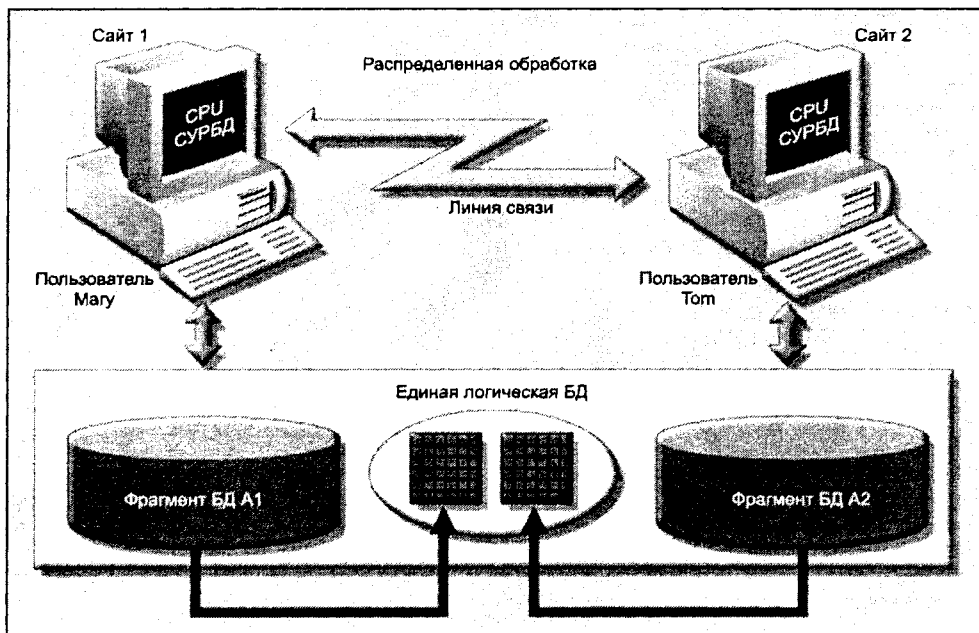 Сайт 1
Сайт 2
Распределенная обработка
CPU
СУРБД
CPU
СУРБД
Линия связи
Пользователь
Mary
Пользователь
Tom
Единая логическая БД
Фрагмент БД А1
Фрагмент БД А2